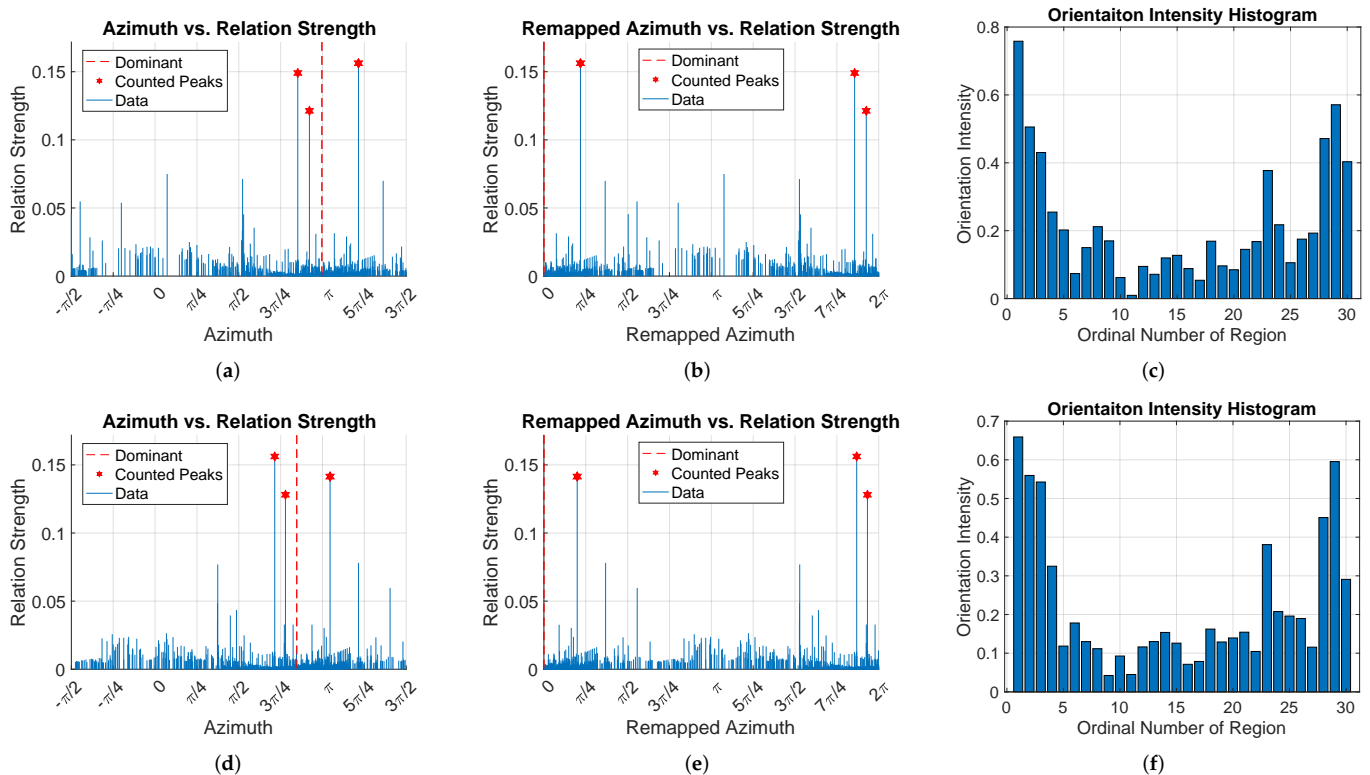 Azimuth vs. Relation Strength
Dominant
Counted Peaks
Data
Relation Strength
0.15
0.1
0.05
0
-π/2
-π/4
0
π/4
π/2
3π/4
π
5π/4
3π/2
Azimuth
(a)
Remapped Azimuth vs. Relation Strength
Dominant
Counted Peaks
Data
Relation Strength
0.15
0.1
0.05
0
0
π/4
π/2
3π/4
π
5π/4
3π/2
7π/4
2π
Remapped Azimuth
(b)
Orientaiton Intensity Histogram
Orientation Intensity
0.8
0.6
0.4
0.2
0
0
5
10
15
20
25
30
Ordinal Number of Region
(c)
Azimuth vs. Relation Strength
Dominant
Counted Peaks
Data
Relation Strength
0.15
0.1
0.05
0
-π/2
-π/4
0
π/4
π/2
3π/4
π
5π/4
3π/2
Azimuth
(d)
Remapped Azimuth vs. Relation Strength
Dominant
Counted Peaks
Data
Relation Strength
0.15
0.1
0.05
0
0
π/4
π/2
3π/4
π
5π/4
3π/2
7π/4
2π
Remapped Azimuth
(e)
Orientaiton Intensity Histogram
Orientation Intensity
0.7
0.6
0.5
0.4
0.3
0.2
0.1
0
0
5
10
15
20
25
30
Ordinal Number of Region
(f)